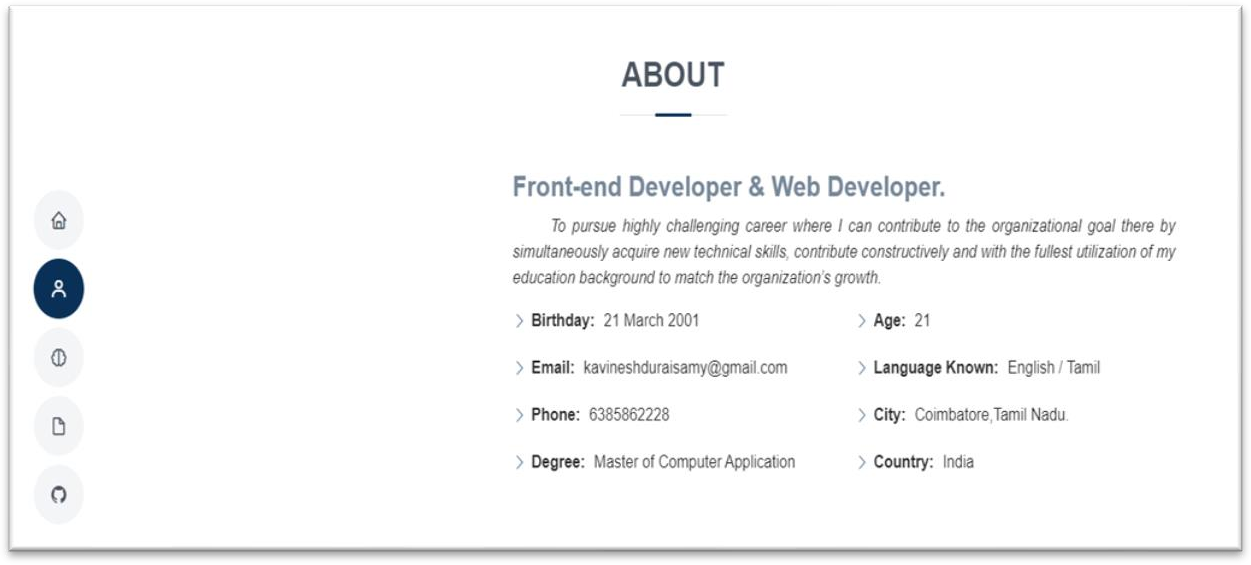 ABOUT
Front-end Developer & Web Developer.
To pursue highly challenging career where I can contribute to the organizational goal there by
simultaneously acquire new technical skills, contribute constructively and with the fullest utilization of my
education background to match the organization's growth.
Birthday: 21 March 2001
Age: 21
Email: kavineshduraisamy@gmail.com
Language Known: English / Tamil
Phone: 6385862228
City: Coimbatore,Tamil Nadu.
Degree: Master of Computer Application
Country: India